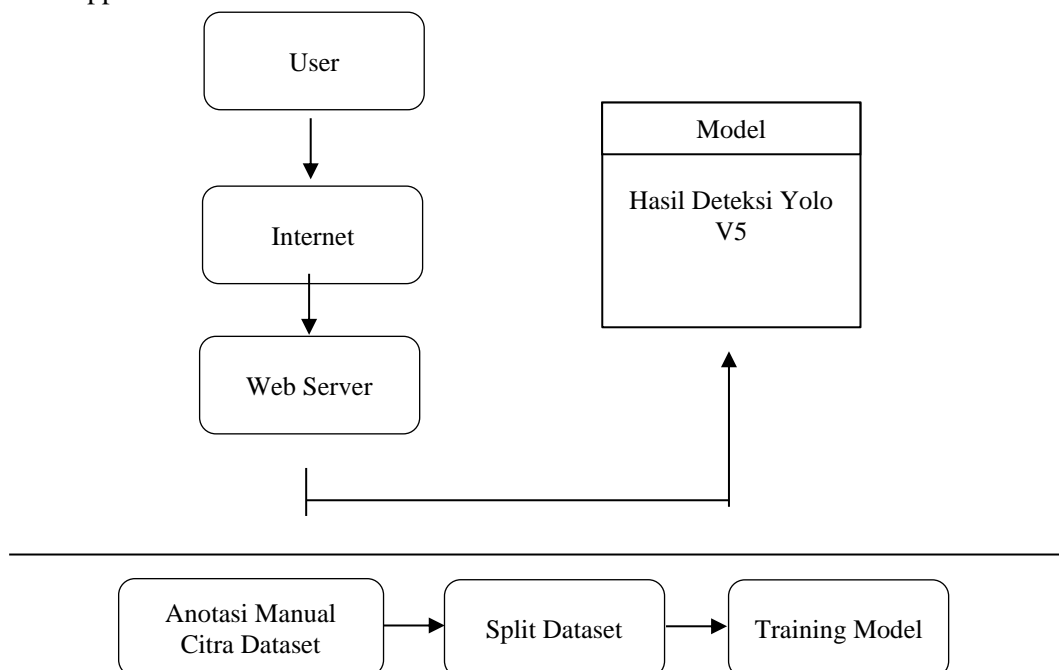 User
Model
Hasil Deteksi Yolo
V5
Internet
Web Server
Anotasi Manual
Citra Dataset
Split Dataset
Training Model